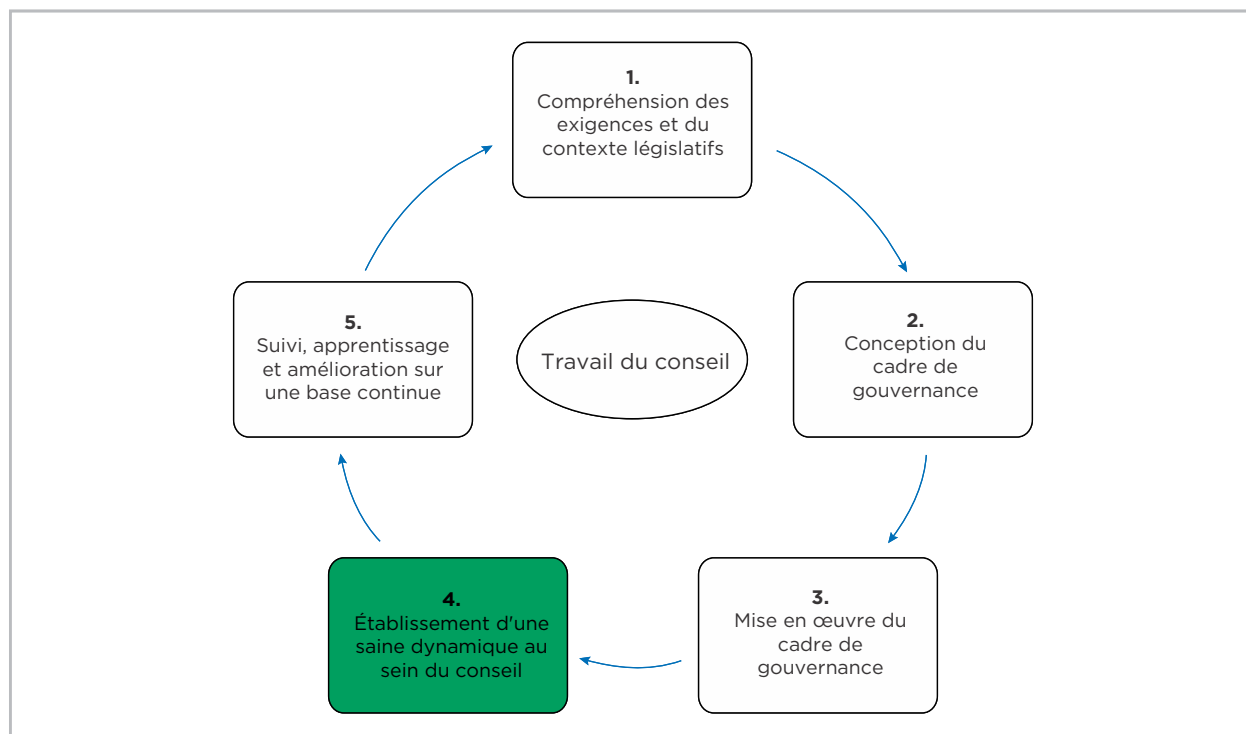 1.
Compréhension des
exigences et du
contexte législatifs
2.
Conception du
cadre de
gouvernance
3.
Mise en œuvre du
cadre de
gouvernance
4.
Établissement d'une
saine dynamique au
sein du conseil
5.
Suivi, apprentissage
et amélioration sur
une base continue
Travail du conseil